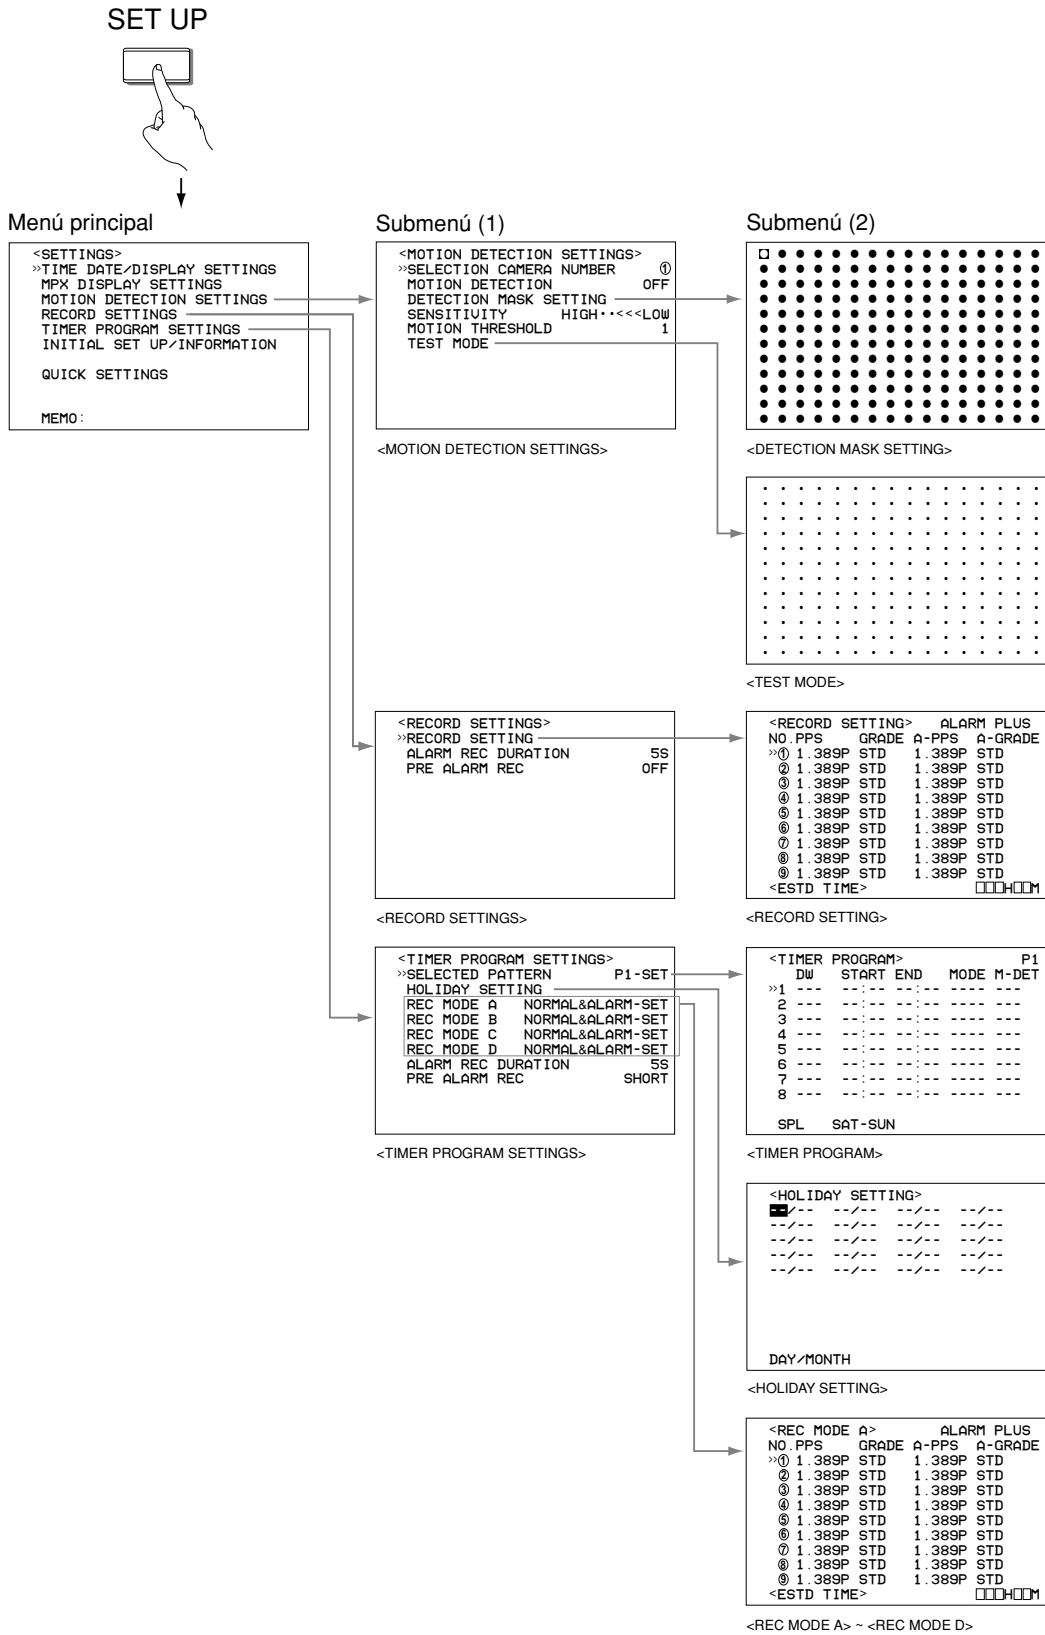 SET UP
Menú principal
<SETTINGS>
»TIME DATE/DISPLAY SETTINGS
MPX DISPLAY SETTINGS
MOTION DETECTION SETTINGS
RECORD SETTINGS
TIMER PROGRAM SETTINGS
INITIAL SET UP/INFORMATION
QUICK SETTINGS
MEMO:
Submenú (1)
<MOTION DETECTION SETTINGS>
»SELECTION CAMERA NUMBER ①
MOTION DETECTION OFF
DETECTION MASK SETTING
SENSITIVITY HIGH··<<<LOW
MOTION THRESHOLD 1
TEST MODE
<MOTION DETECTION SETTINGS>
Submenú (2)
<DETECTION MASK SETTING>
<TEST MODE>
<RECORD SETTINGS>
»RECORD SETTING
ALARM REC DURATION 5S
PRE ALARM REC OFF
<RECORD SETTINGS>
<RECORD SETTING> ALARM PLUS
NO.PPS GRADE A-PPS A-GRADE
»① 1.389P STD 1.389P STD
② 1.389P STD 1.389P STD
③ 1.389P STD 1.389P STD
④ 1.389P STD 1.389P STD
⑤ 1.389P STD 1.389P STD
⑥ 1.389P STD 1.389P STD
⑦ 1.389P STD 1.389P STD
⑧ 1.389P STD 1.389P STD
⑨ 1.389P STD 1.389P STD
<ESTD TIME> □□□H□□M
<RECORD SETTING>
<TIMER PROGRAM SETTINGS>
»SELECTED PATTERN P1-SET
HOLIDAY SETTING
REC MODE A NORMAL&ALARM-SET
REC MODE B NORMAL&ALARM-SET
REC MODE C NORMAL&ALARM-SET
REC MODE D NORMAL&ALARM-SET
ALARM REC DURATION 5S
PRE ALARM REC SHORT
<TIMER PROGRAM SETTINGS>
<TIMER PROGRAM> P1
DW START END MODE M-DET
»1 --- --:-- --:-- ---- ---
2 --- --:-- --:-- ---- ---
3 --- --:-- --:-- ---- ---
4 --- --:-- --:-- ---- ---
5 --- --:-- --:-- ---- ---
6 --- --:-- --:-- ---- ---
7 --- --:-- --:-- ---- ---
8 --- --:-- --:-- ---- ---
SPL SAT-SUN
<TIMER PROGRAM>
<HOLIDAY SETTING>
--/-- --/-- --/-- --/--
--/-- --/-- --/-- --/--
--/-- --/-- --/-- --/--
--/-- --/-- --/-- --/--
--/-- --/-- --/-- --/--
DAY/MONTH
<HOLIDAY SETTING>
<REC MODE A> ALARM PLUS
NO.PPS GRADE A-PPS A-GRADE
»① 1.389P STD 1.389P STD
② 1.389P STD 1.389P STD
③ 1.389P STD 1.389P STD
④ 1.389P STD 1.389P STD
⑤ 1.389P STD 1.389P STD
⑥ 1.389P STD 1.389P STD
⑦ 1.389P STD 1.389P STD
⑧ 1.389P STD 1.389P STD
⑨ 1.389P STD 1.389P STD
<ESTD TIME> □□□H□□M
<REC MODE A> ~ <REC MODE D>